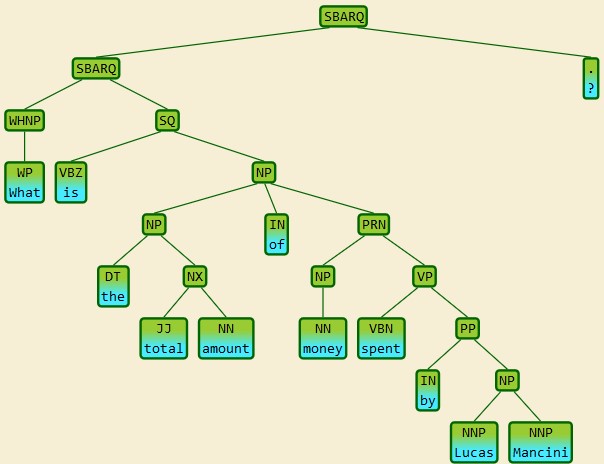 SBARQ
SBARQ .
?
WHNP SQ
WP VBZ NP
What is
NP IN PRN
of
DT NX NP VP
the
JJ NN NN VBN PP
total amount money spent
IN NP
by
NNP NNP
Lucas Mancini